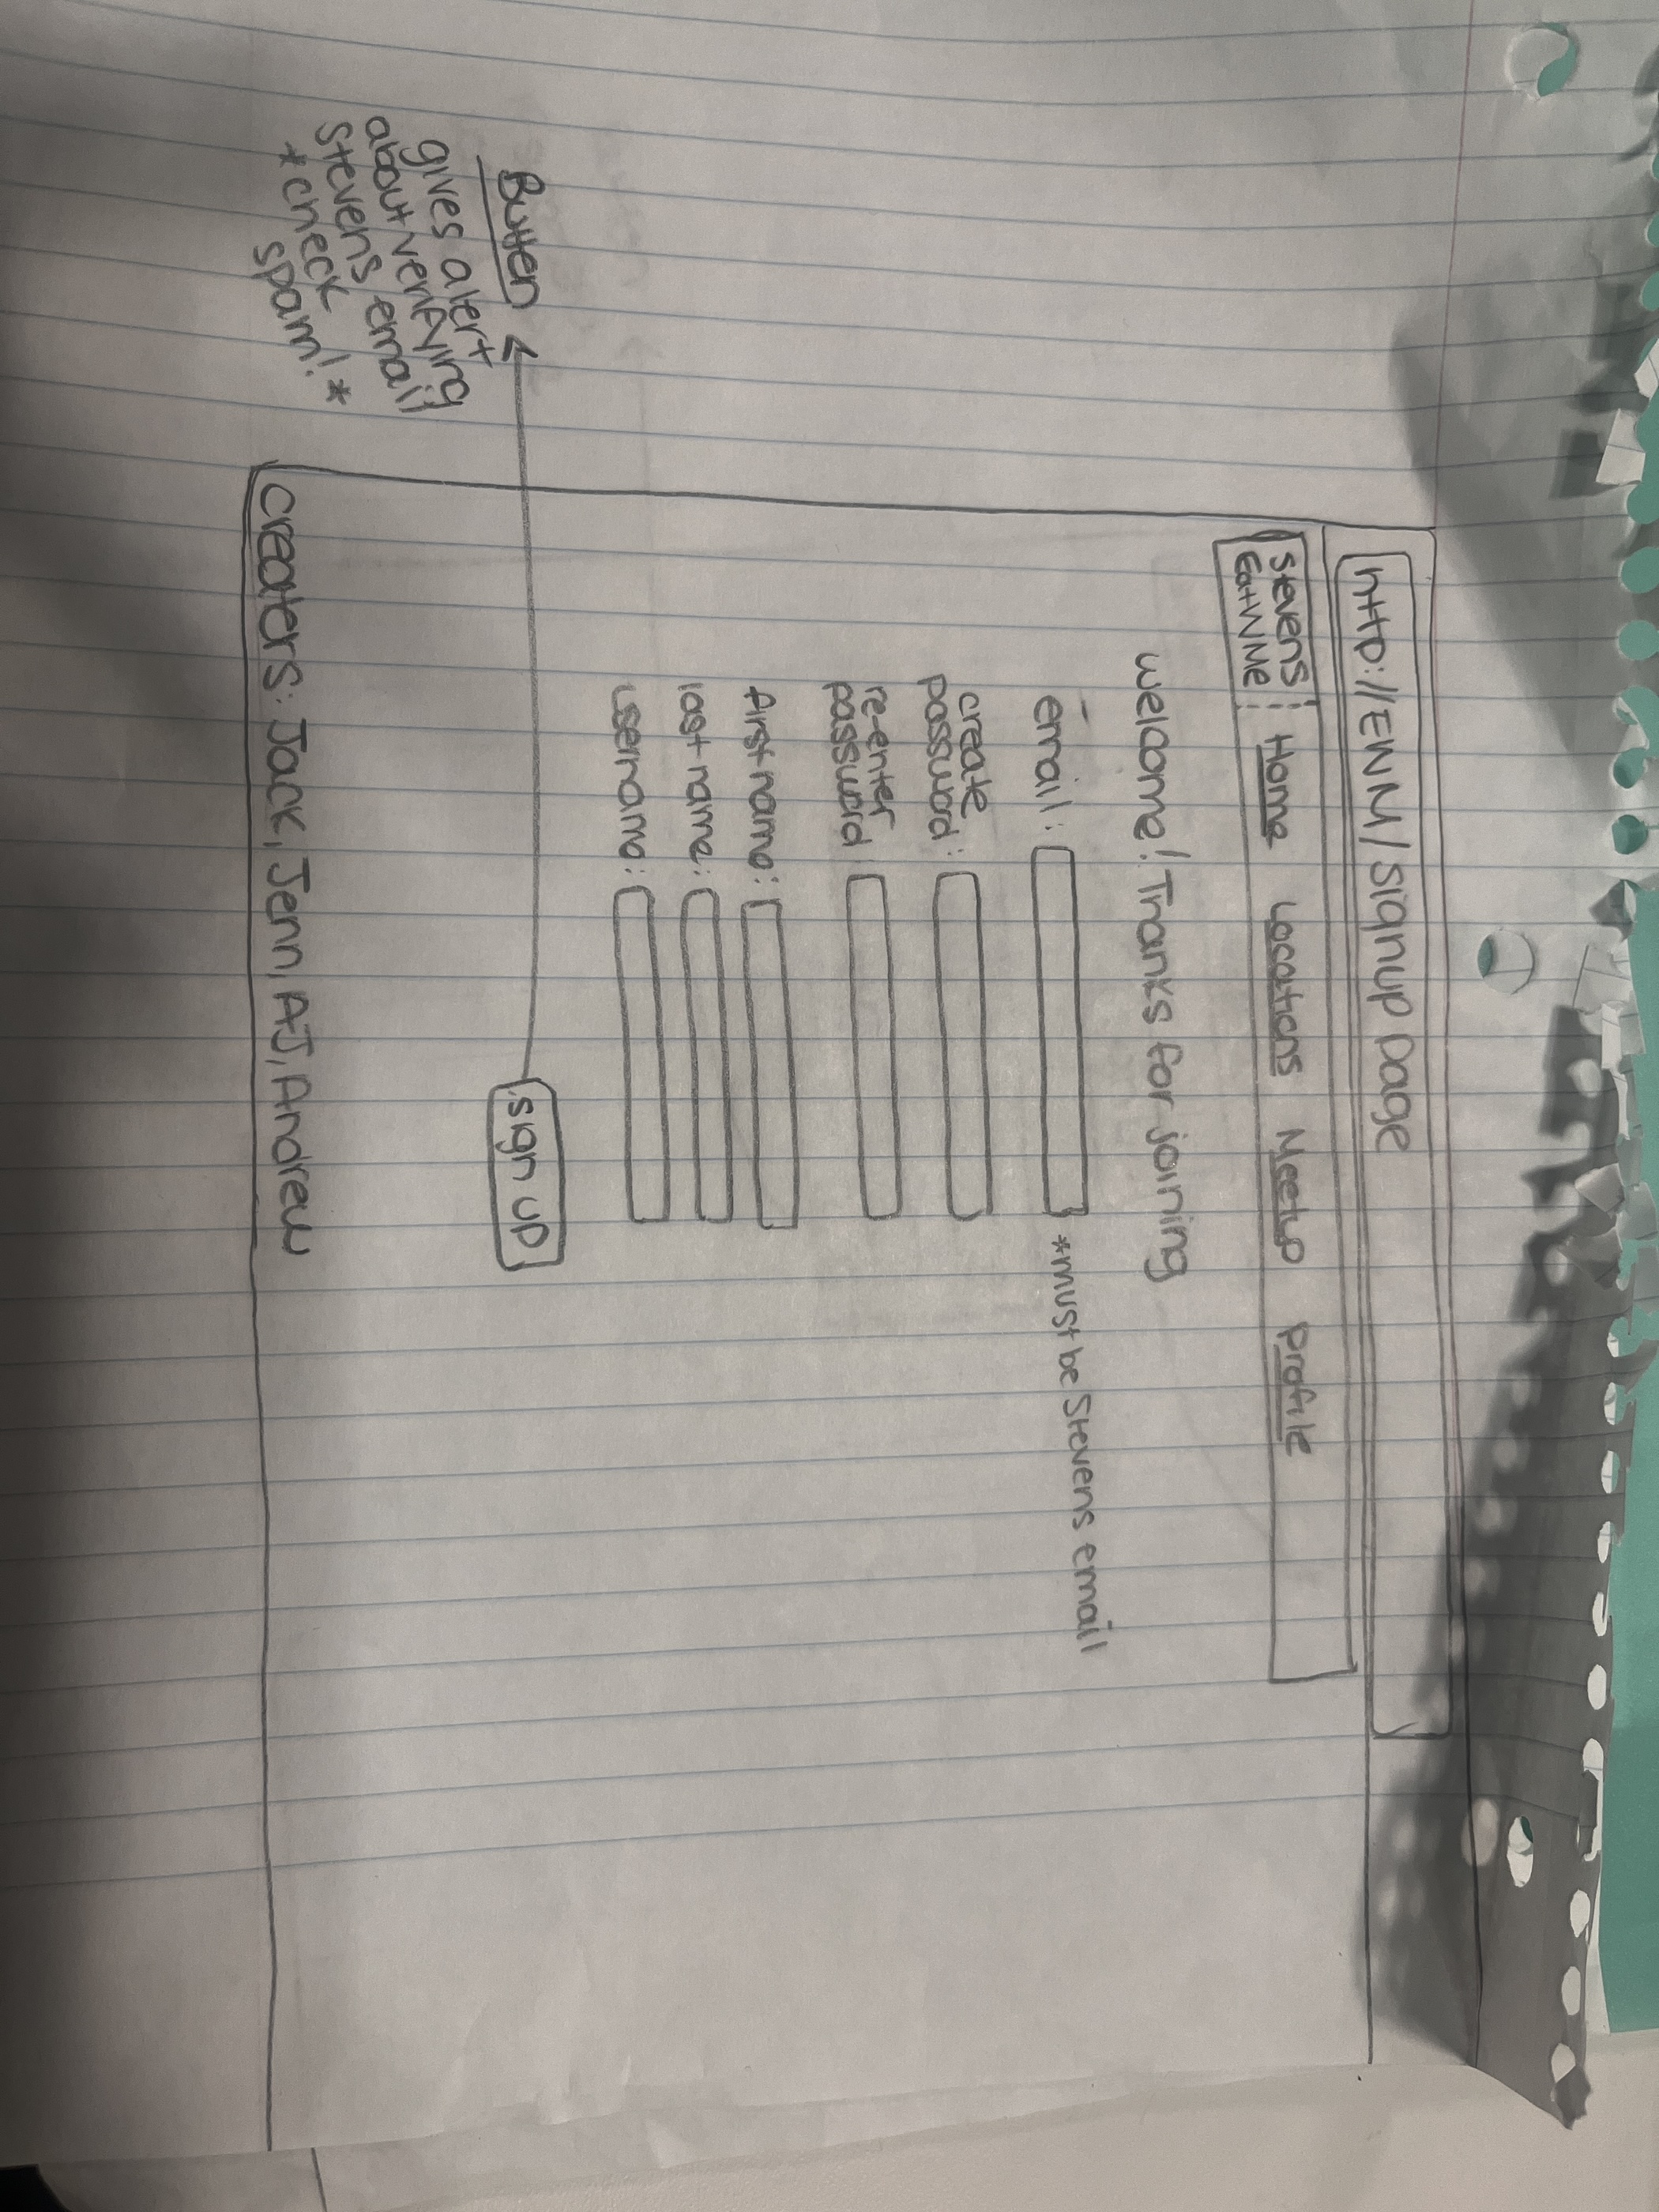 http://EWM/signup page
Stevens
EatWMe
Home Locations Meetup Profile
Welcome! Thanks for joining
email: *must be Stevens email
create
password:
re-enter
password:
first name:
last name:
username:
sign up
Button
gives alert
about verifying
Stevens email
*check
spam!*
Creaters: Jack, Jenn, AJ, Andrew